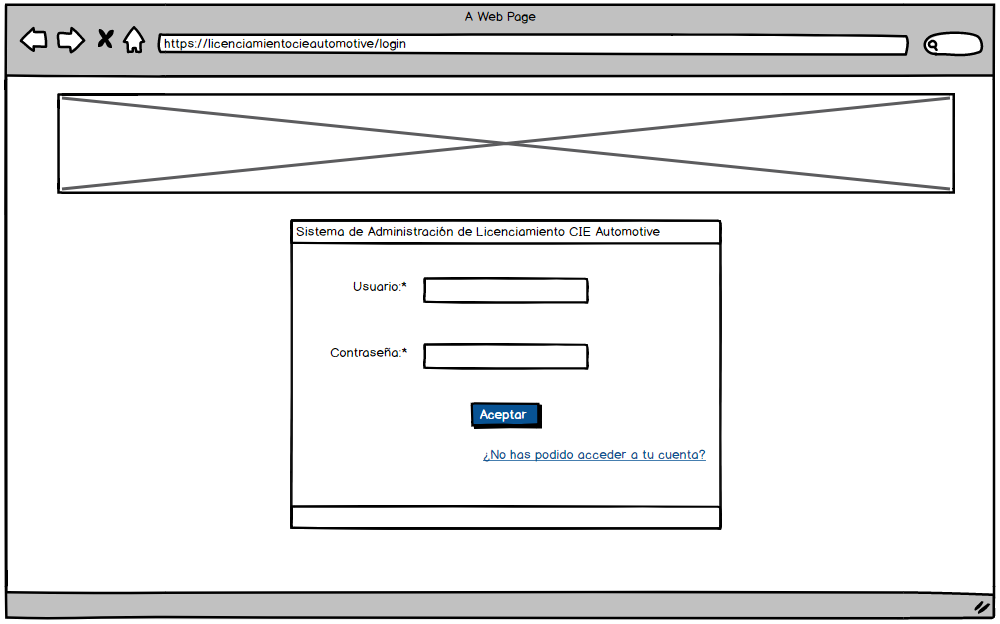 A Web Page
https://licenciamientocieautomotive/login
Sistema de Administración de Licenciamiento CIE Automotive
Usuario:*
Contraseña:*
Aceptar
¿No has podido acceder a tu cuenta?